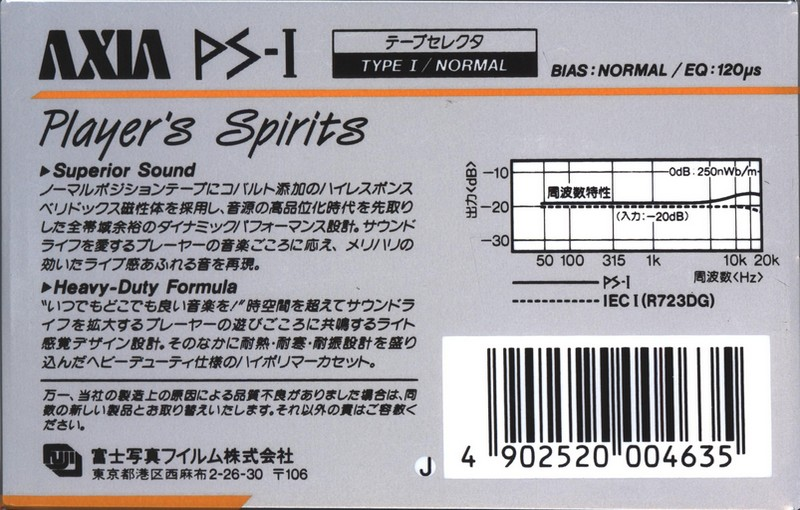 AXIA PS-I
テープセレクタ
TYPE I / NORMAL
BIAS : NORMAL / EQ : 120μs
Player's Spirits
▶Superior Sound
ノーマルポジションテープにコバルト添加のハイレスポンス
ベリドックス磁性体を採用し、音源の高品位化時代を先取り
した全帯域余裕のダイナミックパフォーマンス設計。サウンド
ライフを愛するプレーヤーの音楽ごころに応え、メリハリの
効いたライブ感あふれる音を再現。
▶Heavy-Duty Formula
"いつでもどこでも良い音楽を!"時空間を超えてサウンドラ
イフを拡大するプレーヤーの遊びごころに共鳴するライト
感覚デザイン設計。そのなかに耐熱・耐寒・耐振設計を盛り
込んだヘビーデューティ仕様のハイポリマーカセット。
万一、当社の製造上の原因による品質不良がありました場合は、同
数の新しい製品とお取り替えいたします。それ以外の責はご容赦く
ださい。
Fuji
富士写真フイルム株式会社
東京都港区西麻布2-26-30 〒106
出力<dB>
-10
-20
-30
0dB : 250nWb/m
周波数特性
(入力:-20dB)
50 100 315 1k 10k 20k
周波数<Hz>
PS-I
IEC I (R723DG)
J
4 902520 004635